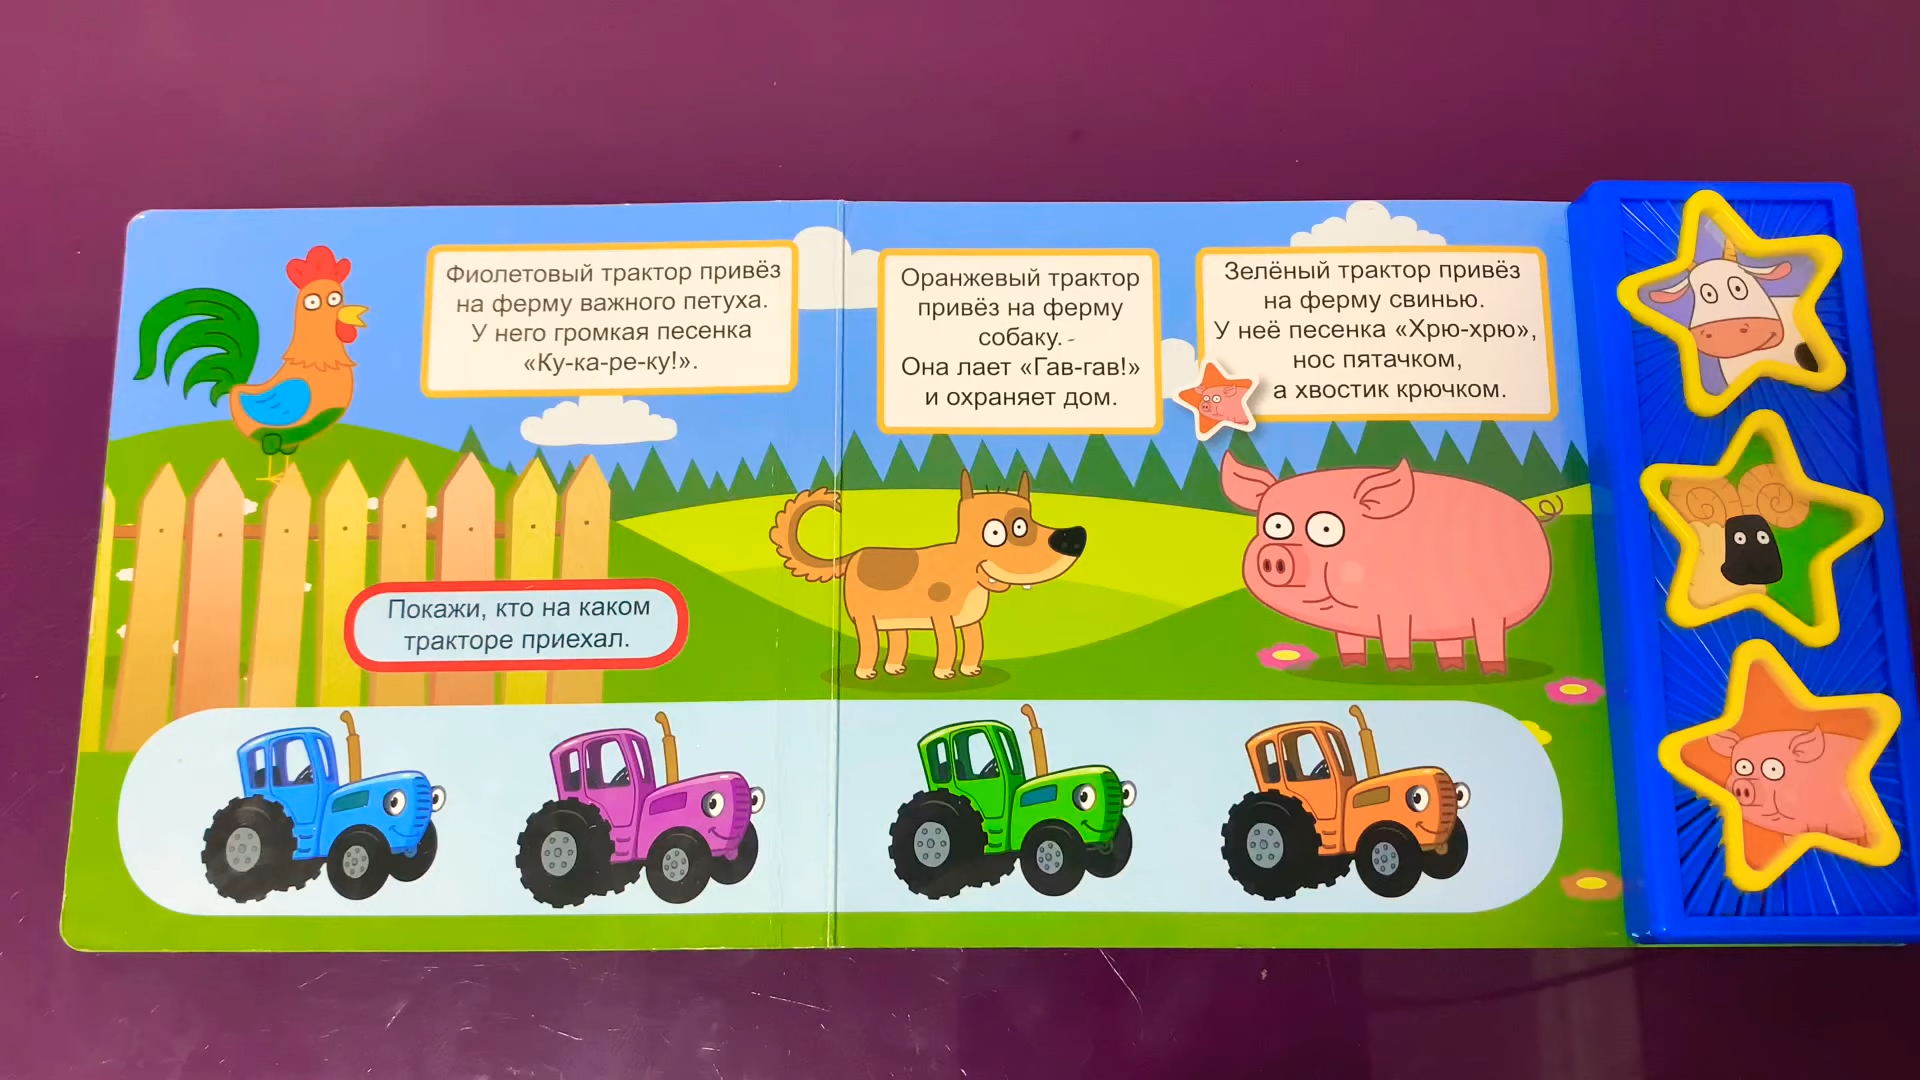 Фиолетовый трактор привёз
на ферму важного петуха.
У него громкая песенка
«Ку-ка-ре-ку!».
Оранжевый трактор
привёз на ферму
собаку.
Она лает «Гав-гав!»
и охраняет дом.
Зелёный трактор привёз
на ферму свинью.
У неё песенка «Хрю-хрю»,
нос пятачком,
а хвостик крючком.
Покажи, кто на каком
тракторе приехал.